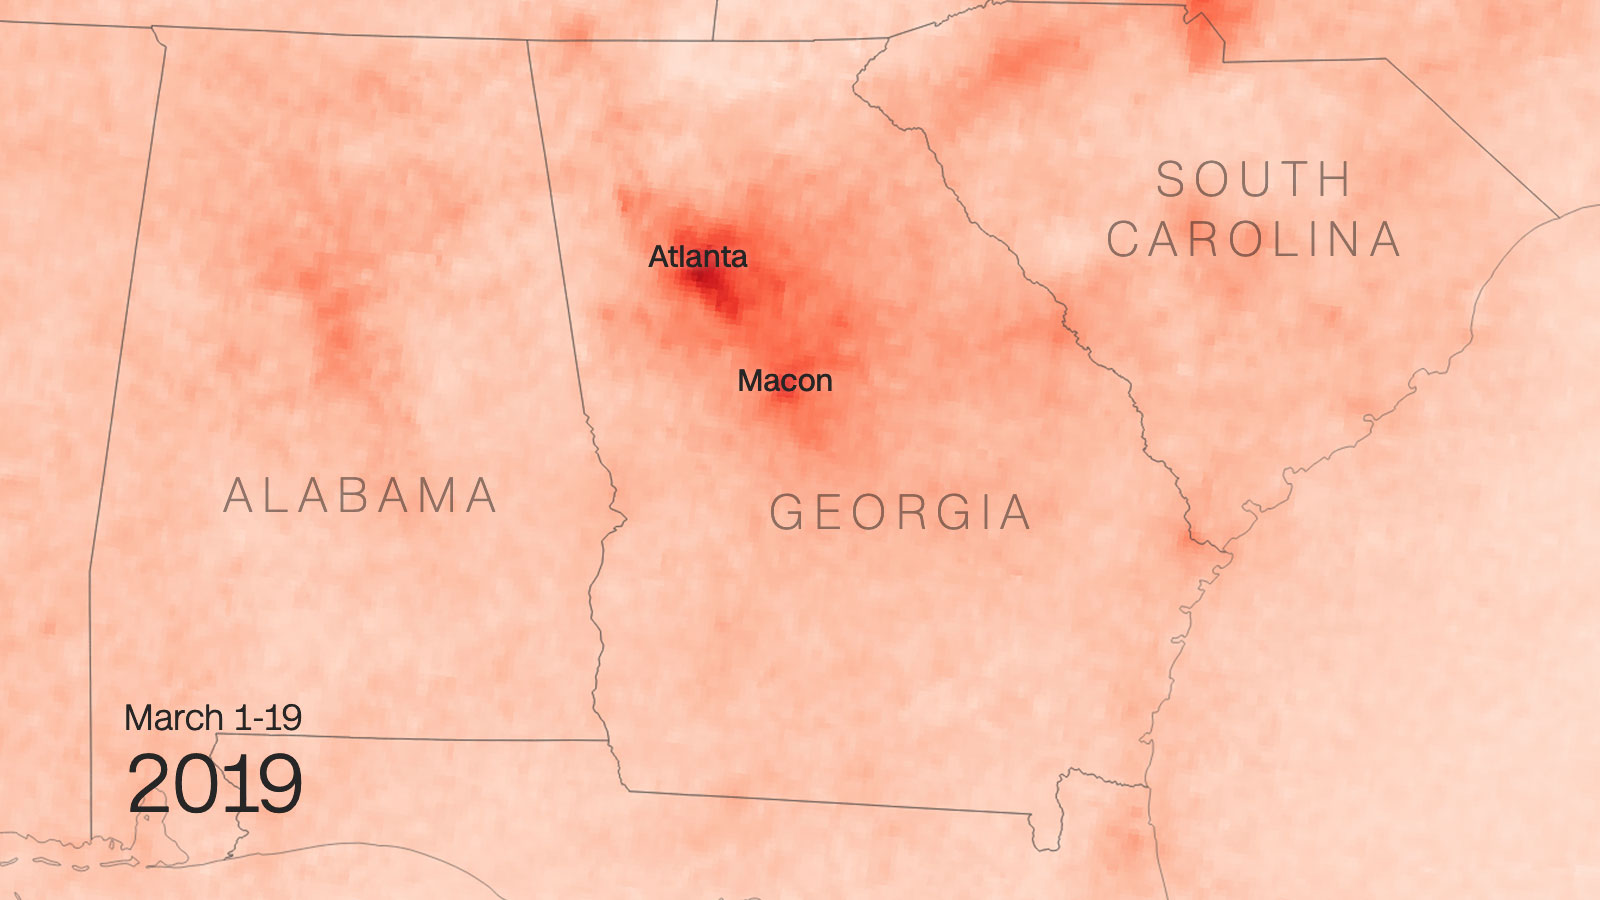 SOUTH
CAROLINA
Atlanta
Macon
ALABAMA
GEORGIA
March 1-19
2019